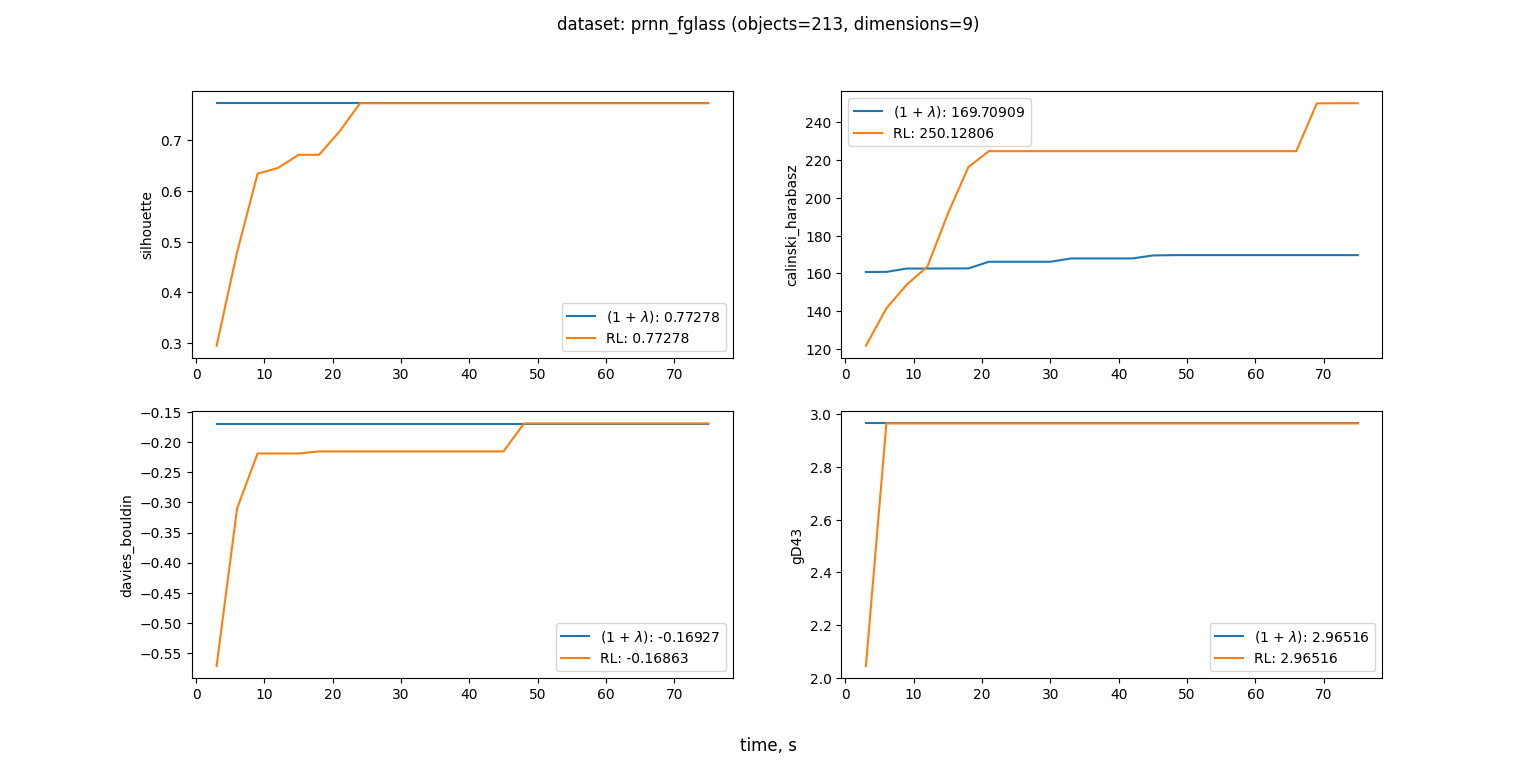 dataset: prnn_fglass (objects=213, dimensions=9)
silhouette
0.7
0.6
0.5
0.4
0.3
0 10 20 30 40 50 60 70
(1 + λ): 0.77278
RL: 0.77278
calinski_harabasz
240
220
200
180
160
140
120
0 10 20 30 40 50 60 70
(1 + λ): 169.70909
RL: 250.12806
davies_bouldin
−0.15
−0.20
−0.25
−0.30
−0.35
−0.40
−0.45
−0.50
−0.55
0 10 20 30 40 50 60 70
(1 + λ): -0.16927
RL: -0.16863
gD43
3.0
2.8
2.6
2.4
2.2
2.0
0 10 20 30 40 50 60 70
(1 + λ): 2.96516
RL: 2.96516
time, s